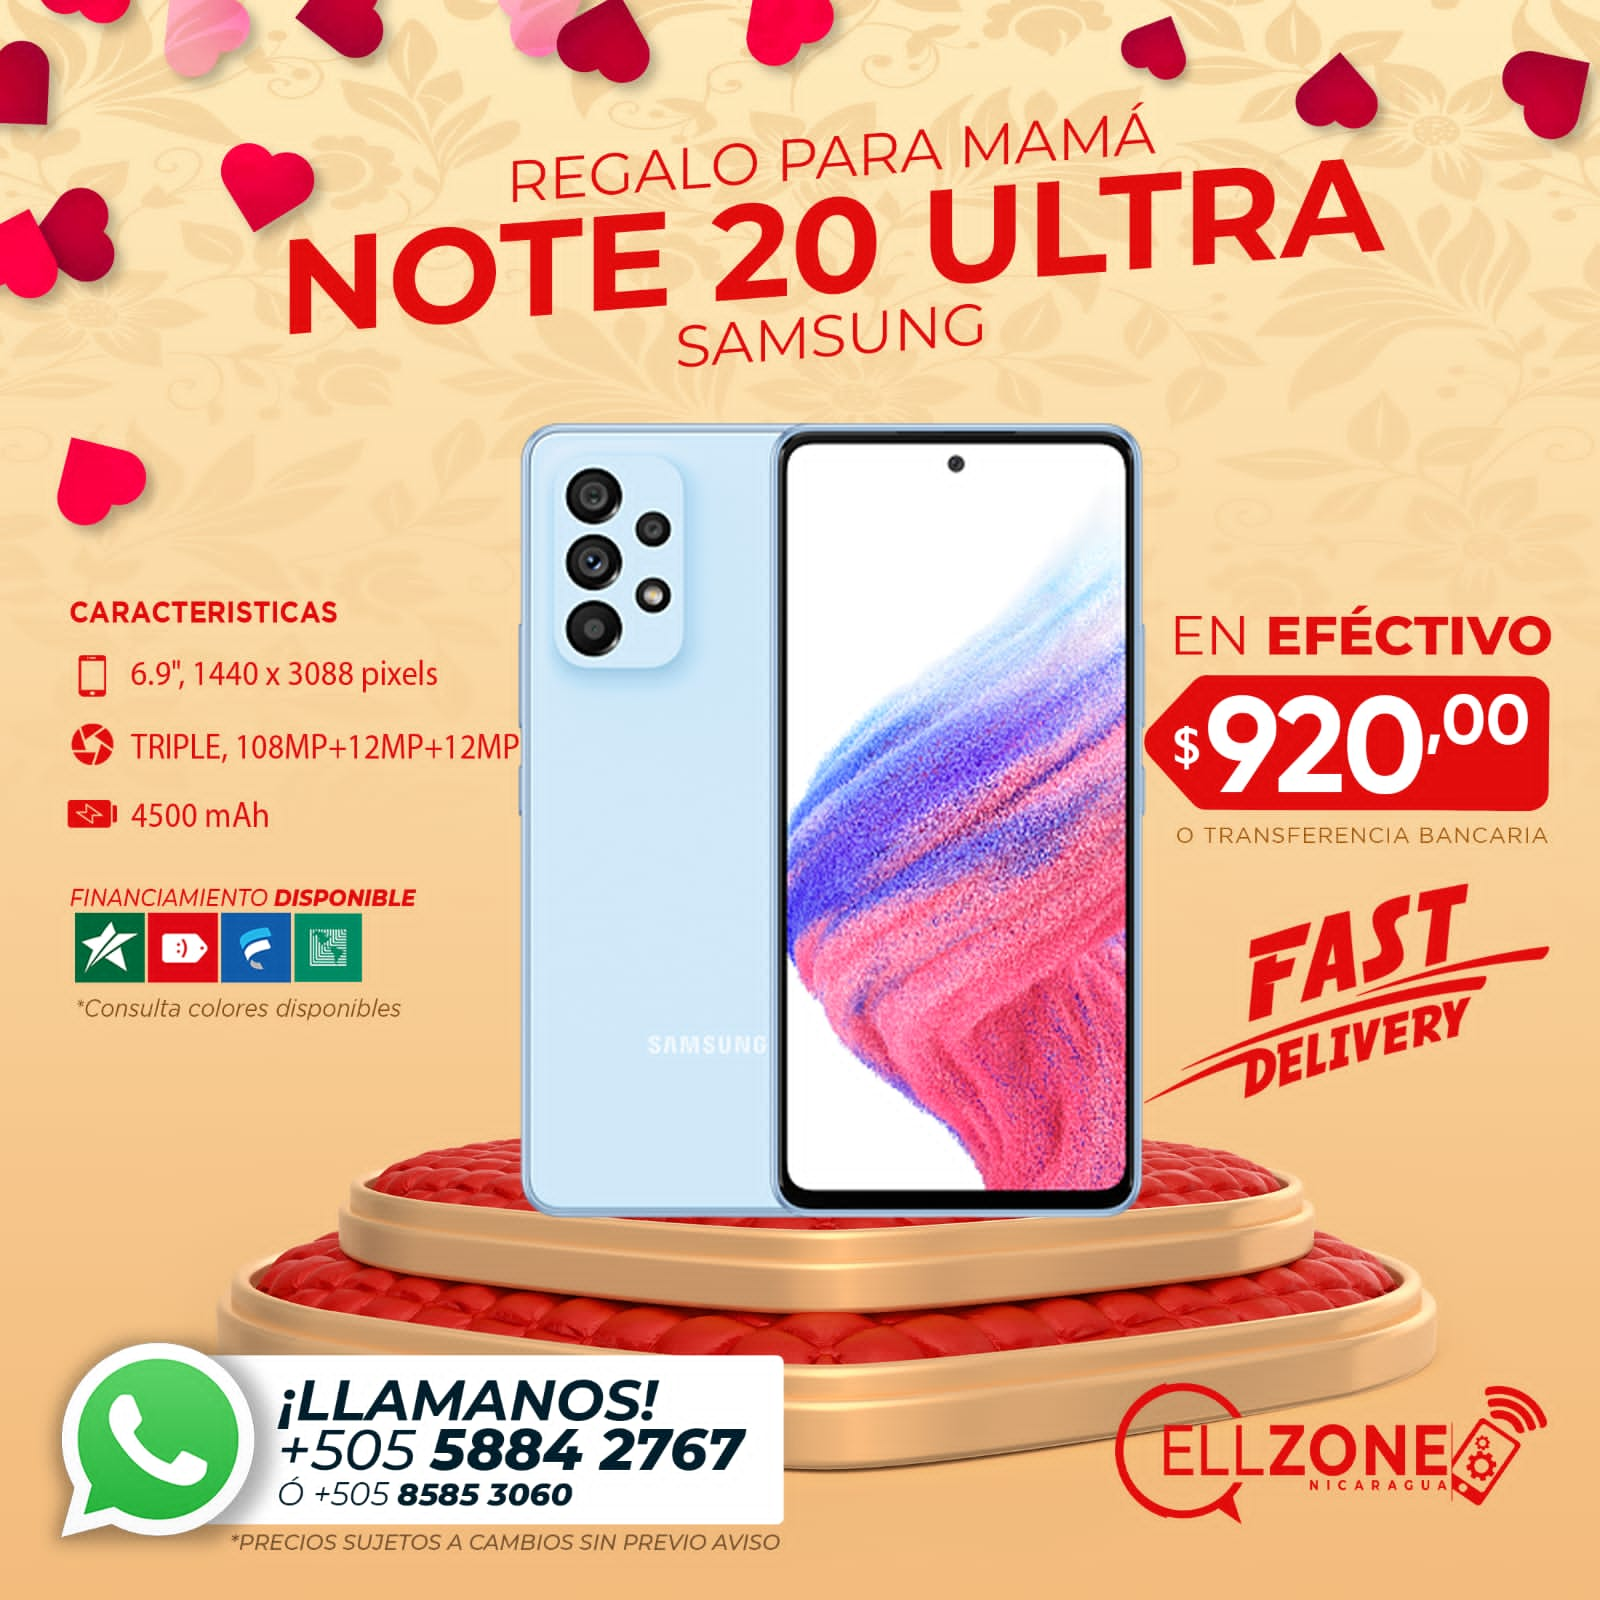 REGALO PARA MAMÁ
NOTE 20 ULTRA
SAMSUNG
CARACTERISTICAS
6.9", 1440 x 3088 pixels
TRIPLE, 108MP+12MP+12MP
4500 mAh
FINANCIAMIENTO DISPONIBLE
:)
*Consulta colores disponibles
SAMSUNG
EN EFÉCTIVO
$920,00
O TRANSFERENCIA BANCARIA
FAST
DELIVERY
¡LLAMANOS!
+505 5884 2767
Ó +505 8585 3060
*PRECIOS SUJETOS A CAMBIOS SIN PREVIO AVISO
CELLZONE
NICARAGUA